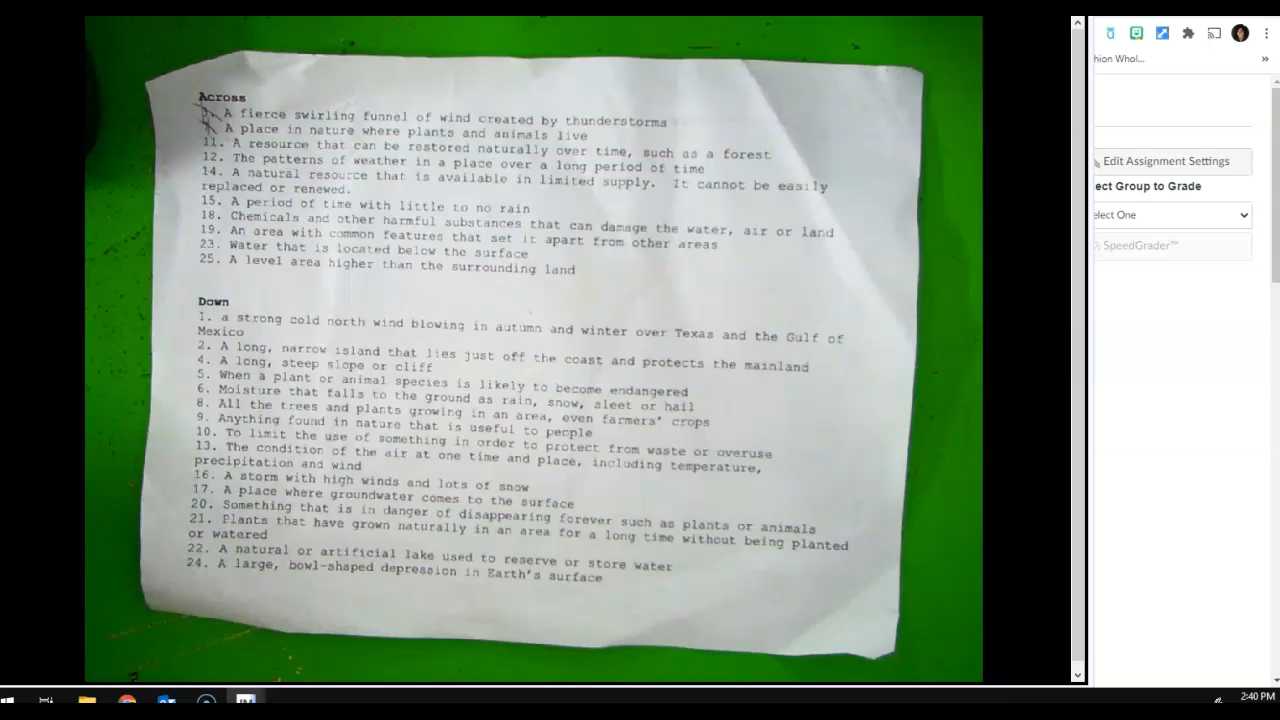 hion Whol...
»
Across
3. A fierce swirling funnel of wind created by thunderstorms
A place in nature where plants and animals live
11. A resource that can be restored naturally over time, such as a forest
12. The patterns of weather in a place over a long period of time
14. A natural resource that is available in limited supply. It cannot be easily
replaced or renewed.
15. A period of time with little to no rain
18. Chemicals and other harmful substances that can damage the water, air or land
19. An area with common features that set it apart from other areas
23. Water that is located below the surface
25. A level area higher than the surrounding land
Down
1. a strong cold north wind blowing in autumn and winter over Texas and the Gulf of
Mexico
2. A long, narrow island that lies just off the coast and protects the mainland
4. A long, steep slope or cliff
5. When a plant or animal species is likely to become endangered
6. Moisture that falls to the ground as rain, snow, sleet or hail
8. All the trees and plants growing in an area, even farmers' crops
9. Anything found in nature that is useful to people
10. To limit the use of something in order to protect from waste or overuse
13. The condition of the air at one time and place, including temperature,
precipitation and wind
16. A storm with high winds and lots of snow
17. A place where groundwater comes to the surface
20. Something that is in danger of disappearing forever such as plants or animals
21. Plants that have grown naturally in an area for a long time without being planted
or watered
22. A natural or artificial lake used to reserve or store water
24. A large, bowl-shaped depression in Earth's surface
Edit Assignment Settings
ect Group to Grade
elect One
SpeedGrader™
2:40 PM